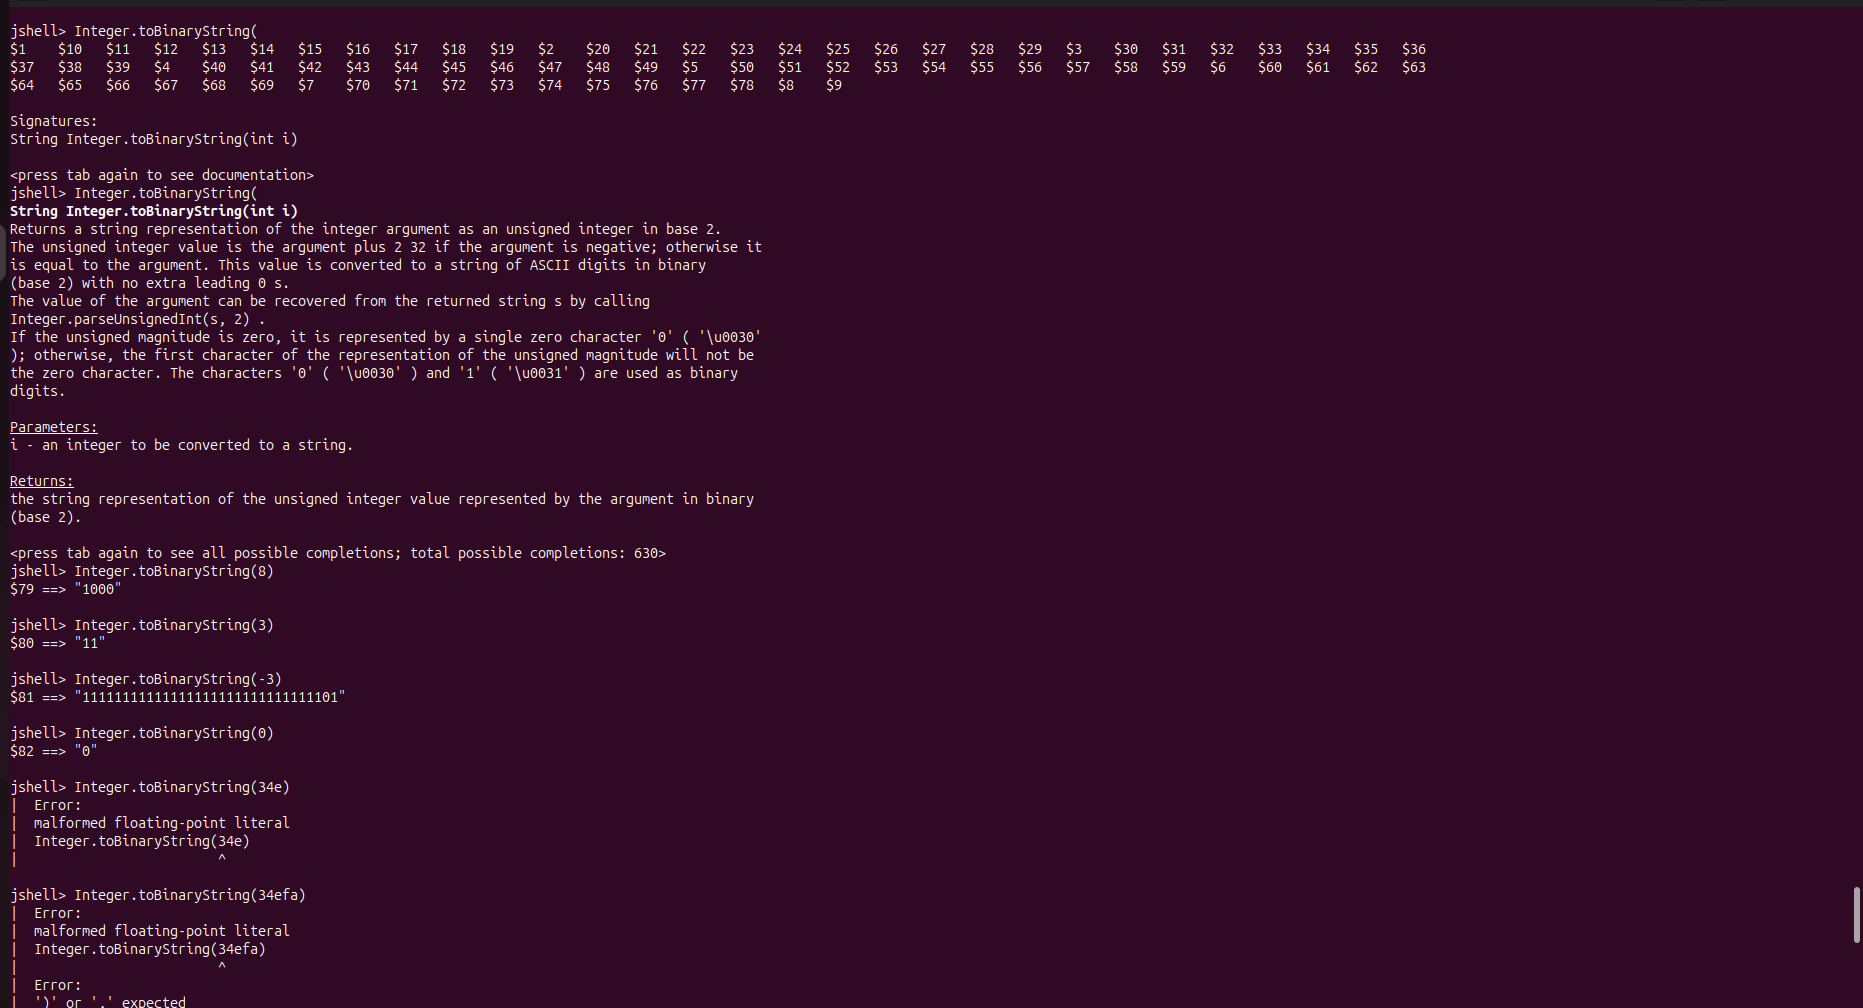 jshell> Integer.toBinaryString(
$1    $10   $11   $12   $13   $14   $15   $16   $17   $18   $19   $2    $20   $21   $22   $23   $24   $25   $26   $27   $28   $29   $3    $30   $31   $32   $33   $34   $35   $36
$37   $38   $39   $4    $40   $41   $42   $43   $44   $45   $46   $47   $48   $49   $5    $50   $51   $52   $53   $54   $55   $56   $57   $58   $59   $6    $60   $61   $62   $63
$64   $65   $66   $67   $68   $69   $7    $70   $71   $72   $73   $74   $75   $76   $77   $78   $8    $9
Signatures:
String Integer.toBinaryString(int i)
<press tab again to see documentation>
jshell> Integer.toBinaryString(
String Integer.toBinaryString(int i)
Returns a string representation of the integer argument as an unsigned integer in base 2.
The unsigned integer value is the argument plus 2 32 if the argument is negative; otherwise it
is equal to the argument. This value is converted to a string of ASCII digits in binary
(base 2) with no extra leading 0 s.
The value of the argument can be recovered from the returned string s by calling
Integer.parseUnsignedInt(s, 2) .
If the unsigned magnitude is zero, it is represented by a single zero character '0' ( '\u0030'
); otherwise, the first character of the representation of the unsigned magnitude will not be
the zero character. The characters '0' ( '\u0030' ) and '1' ( '\u0031' ) are used as binary
digits.
Parameters:
i - an integer to be converted to a string.
Returns:
the string representation of the unsigned integer value represented by the argument in binary
(base 2).
<press tab again to see all possible completions; total possible completions: 630>
jshell> Integer.toBinaryString(8)
$79 ==> "1000"
jshell> Integer.toBinaryString(3)
$80 ==> "11"
jshell> Integer.toBinaryString(-3)
$81 ==> "11111111111111111111111111111101"
jshell> Integer.toBinaryString(0)
$82 ==> "0"
jshell> Integer.toBinaryString(34e)
|  Error:
|  malformed floating-point literal
|  Integer.toBinaryString(34e)
|                         ^
jshell> Integer.toBinaryString(34efa)
|  Error:
|  malformed floating-point literal
|  Integer.toBinaryString(34efa)
|                         ^
|  Error:
|  ')' or ',' expected